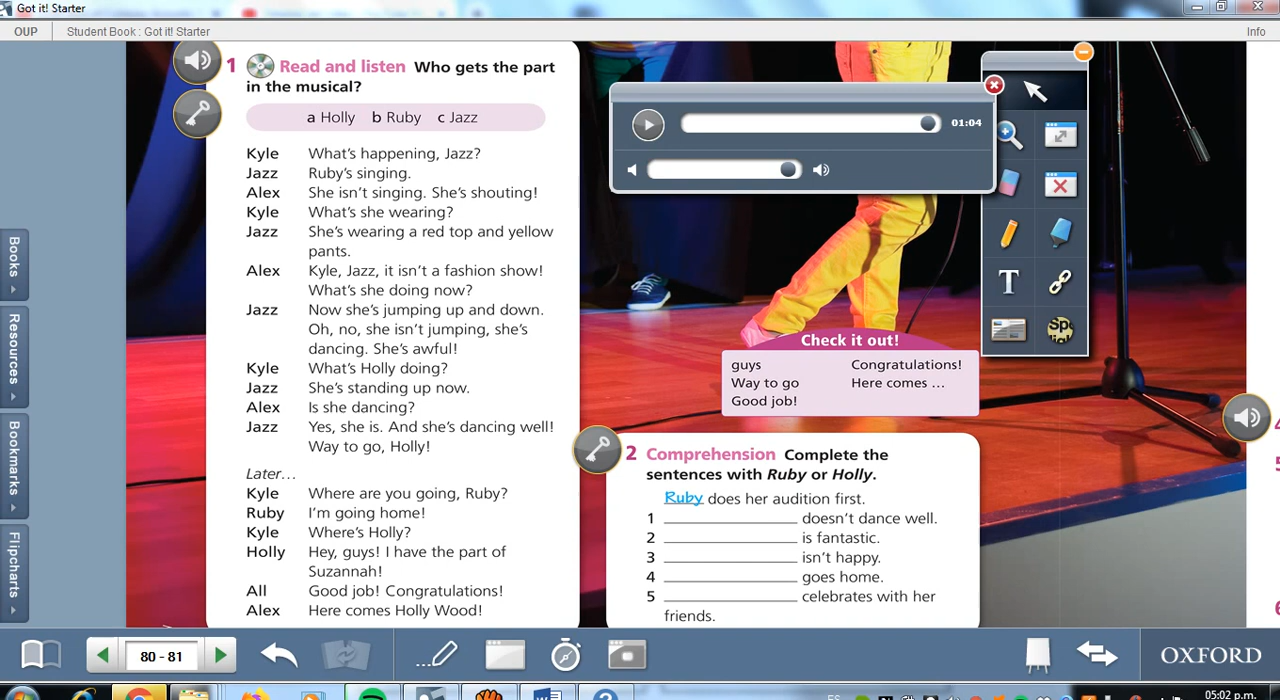 Got it! Starter
OUP Student Book : Got it! Starter Info
1 Read and listen Who gets the part
in the musical?
a Holly b Ruby c Jazz
Kyle What's happening, Jazz?
Jazz Ruby's singing.
Alex She isn't singing. She's shouting!
Kyle What's she wearing?
Jazz She's wearing a red top and yellow
pants.
Alex Kyle, Jazz, it isn't a fashion show!
What's she doing now?
Jazz Now she's jumping up and down.
Oh, no, she isn't jumping, she's
dancing. She's awful!
Kyle What's Holly doing?
Jazz She's standing up now.
Alex Is she dancing?
Jazz Yes, she is. And she's dancing well!
Way to go, Holly!
Later…
Kyle Where are you going, Ruby?
Ruby I'm going home!
Kyle Where's Holly?
Holly Hey, guys! I have the part of
Suzannah!
All Good job! Congratulations!
Alex Here comes Holly Wood!
01:04
T
Check it out!
guys Congratulations!
Way to go Here comes …
Good job!
2 Comprehension Complete the
sentences with Ruby or Holly.
Ruby does her audition first.
1 ____________ doesn't dance well.
2 ____________ is fantastic.
3 ____________ isn't happy.
4 ____________ goes home.
5 ____________ celebrates with her
friends.
Books
Resources
Bookmarks
Flipcharts
80 - 81
OXFORD
ES 05:02 p.m.